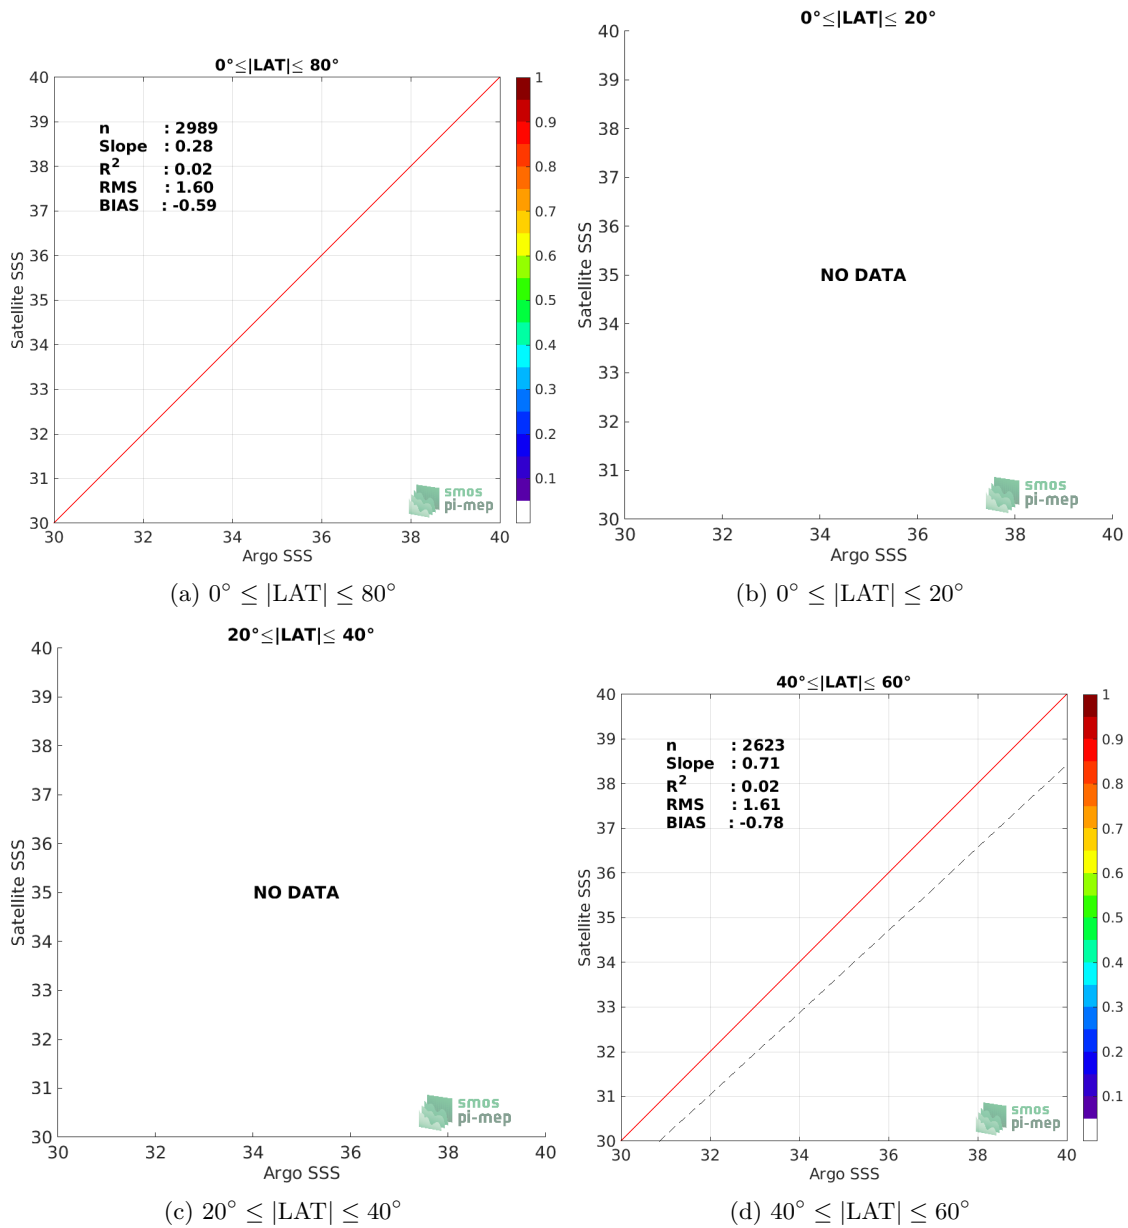 0°≤|LAT|≤ 80°
40
39
38
37
36
35
34
33
32
31
30
30 32 34 36 38 40
Satellite SSS
Argo SSS
n : 2989
Slope : 0.28
R² : 0.02
RMS : 1.60
BIAS : -0.59
1
0.9
0.8
0.7
0.6
0.5
0.4
0.3
0.2
0.1
smos
pi-mep
(a) 0° ≤ |LAT| ≤ 80°
0°≤|LAT|≤ 20°
40
39
38
37
36
35
34
33
32
31
30
30 32 34 36 38 40
Satellite SSS
Argo SSS
NO DATA
smos
pi-mep
(b) 0° ≤ |LAT| ≤ 20°
20°≤|LAT|≤ 40°
40
39
38
37
36
35
34
33
32
31
30
30 32 34 36 38 40
Satellite SSS
Argo SSS
NO DATA
smos
pi-mep
(c) 20° ≤ |LAT| ≤ 40°
40°≤|LAT|≤ 60°
40
39
38
37
36
35
34
33
32
31
30
30 32 34 36 38 40
Satellite SSS
Argo SSS
n : 2623
Slope : 0.71
R² : 0.02
RMS : 1.61
BIAS : -0.78
1
0.9
0.8
0.7
0.6
0.5
0.4
0.3
0.2
0.1
smos
pi-mep
(d) 40° ≤ |LAT| ≤ 60°